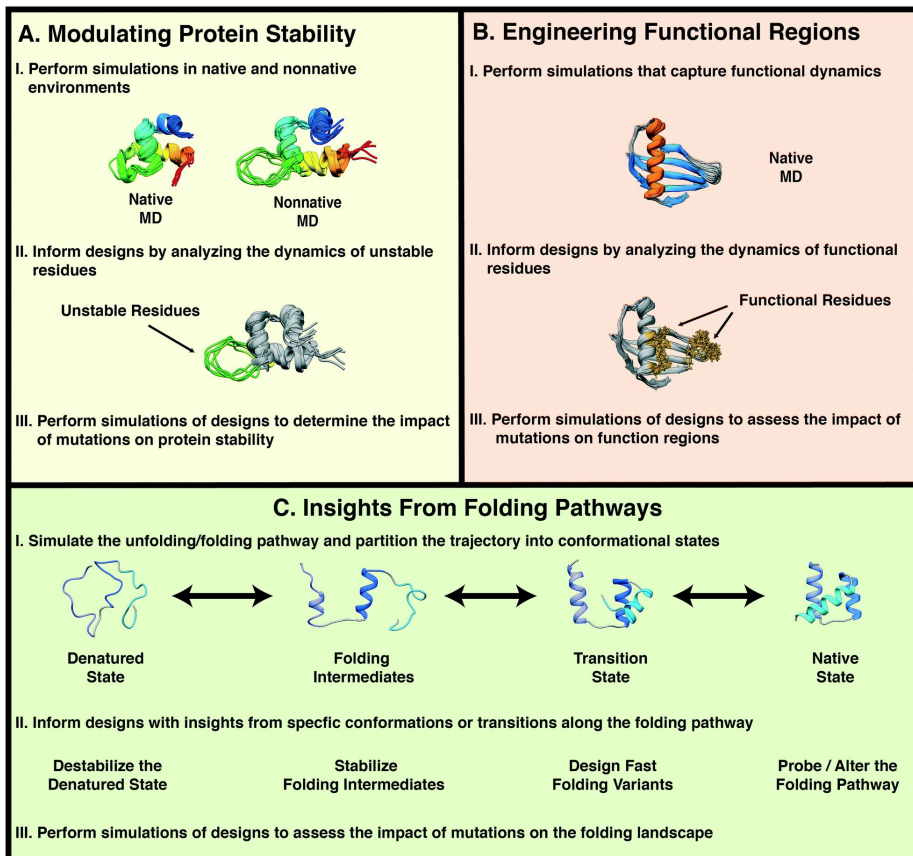 A. Modulating Protein Stability
I. Perform simulations in native and nonnative
environments
Native
MD
Nonnative
MD
II. Inform designs by analyzing the dynamics of unstable
residues
Unstable Residues
III. Perform simulations of designs to determine the impact
of mutations on protein stability
B. Engineering Functional Regions
I. Perform simulations that capture functional dynamics
Native
MD
II. Inform designs by analyzing the dynamics of functional
residues
Functional Residues
III. Perform simulations of designs to assess the impact of
mutations on function regions
C. Insights From Folding Pathways
I. Simulate the unfolding/folding pathway and partition the trajectory into conformational states
Denatured
State
Folding
Intermediates
Transition
State
Native
State
II. Inform designs with insights from specfic conformations or transitions along the folding pathway
Destabilize the
Denatured State
Stabilize
Folding Intermediates
Design Fast
Folding Variants
Probe / Alter the
Folding Pathway
III. Perform simulations of designs to assess the impact of mutations on the folding landscape